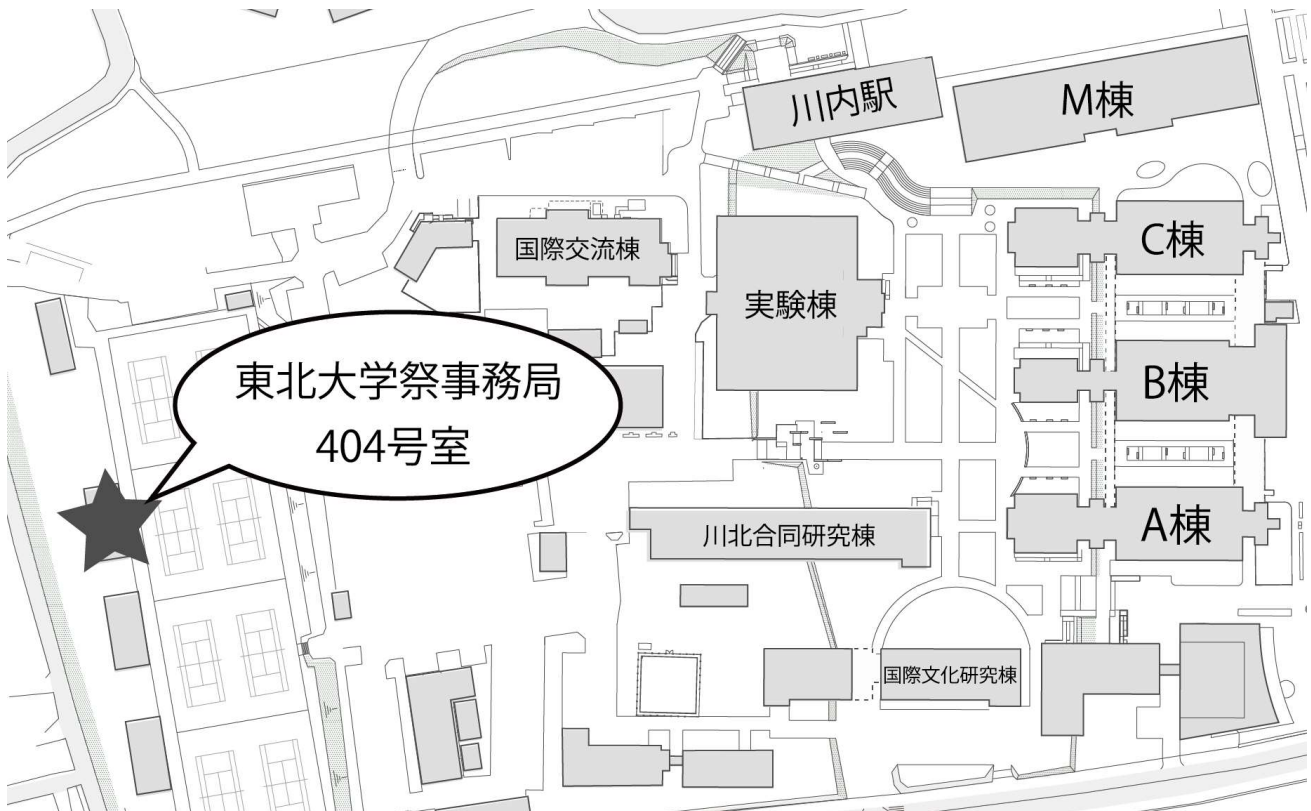 川内駅
M棟
国際交流棟
C棟
実験棟
東北大学祭事務局
404号室
B棟
川北合同研究棟
A棟
国際文化研究棟